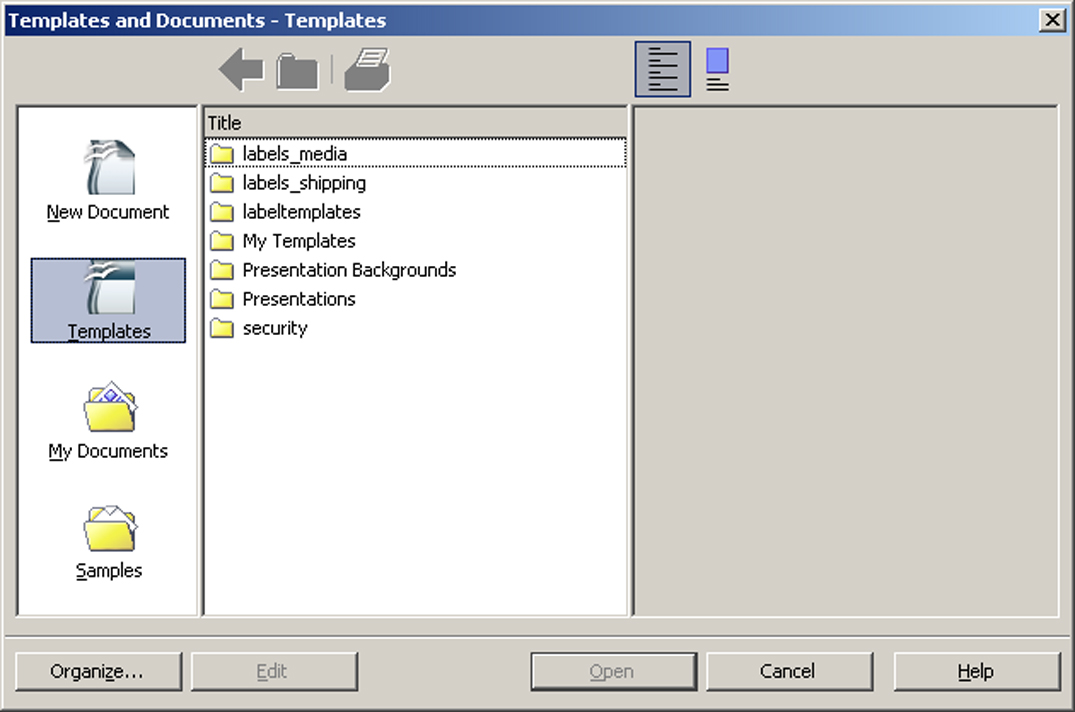 Templates and Documents - Templates
New Document
Templates
My Documents
Samples
Title
labels_media
labels_shipping
labeltemplates
My Templates
Presentation Backgrounds
Presentations
security
Organize...
Edit
Open
Cancel
Help